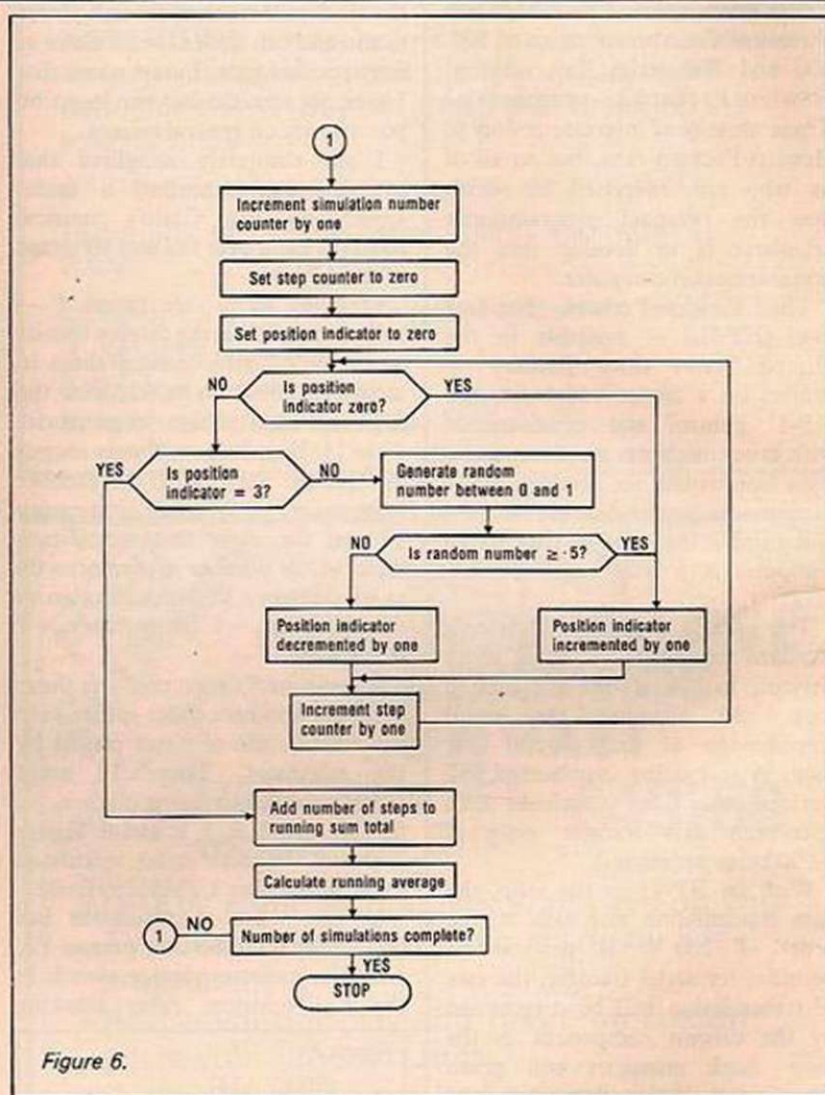 1
Increment simulation number
counter by one
Set step counter to zero
Set position indicator to zero
NO
Is position
indicator zero?
YES
YES
Is position
indicator = 3?
NO
Generate random
number between 0 and 1
NO
Is random number ≥ ·5?
YES
Position indicator
decremented by one
Position indicator
incremented by one
Increment step
counter by one
Add number of steps to
running sum total
Calculate running average
1
NO
Number of simulations complete?
YES
STOP
Figure 6.